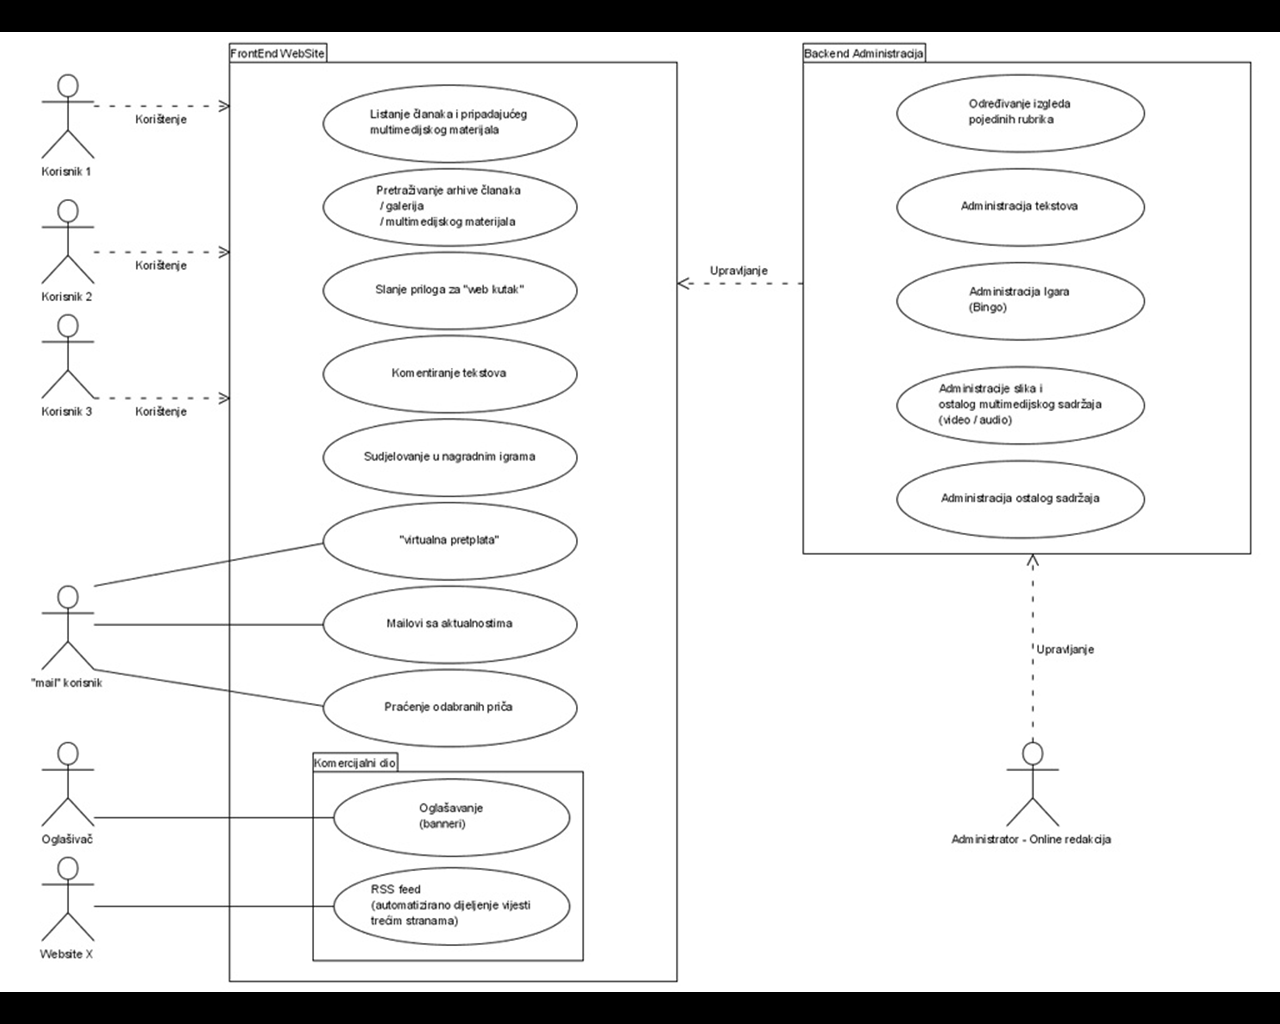 FrontEnd WebSite
Backend Administracija
Korisnik 1
Korištenje
Korisnik 2
Korištenje
Korisnik 3
Korištenje
"mail" korisnik
Oglašivač
Website X
Listanje članaka i pripadajućeg
multimedijskog materijala
Pretraživanje arhive članaka
/ galerija
/ multimedijskog materijala
Slanje priloga za "web kutak"
Komentiranje tekstova
Sudjelovanje u nagradnim igrama
"virtualna pretplata"
Mailovi sa aktualnostima
Praćenje odabranih priča
Komercijalni dio
Oglašavanje
(banneri)
RSS feed
(automatizirano dijeljenje vijesti
trećim stranama)
Upravljanje
Određivanje izgleda
pojedinih rubrika
Administracija tekstova
Administracija Igara
(Bingo)
Administracije slika i
ostalog multimedijskog sadržaja
(video / audio)
Administracija ostalog sadržaja
Upravljanje
Administrator - Online redakcija